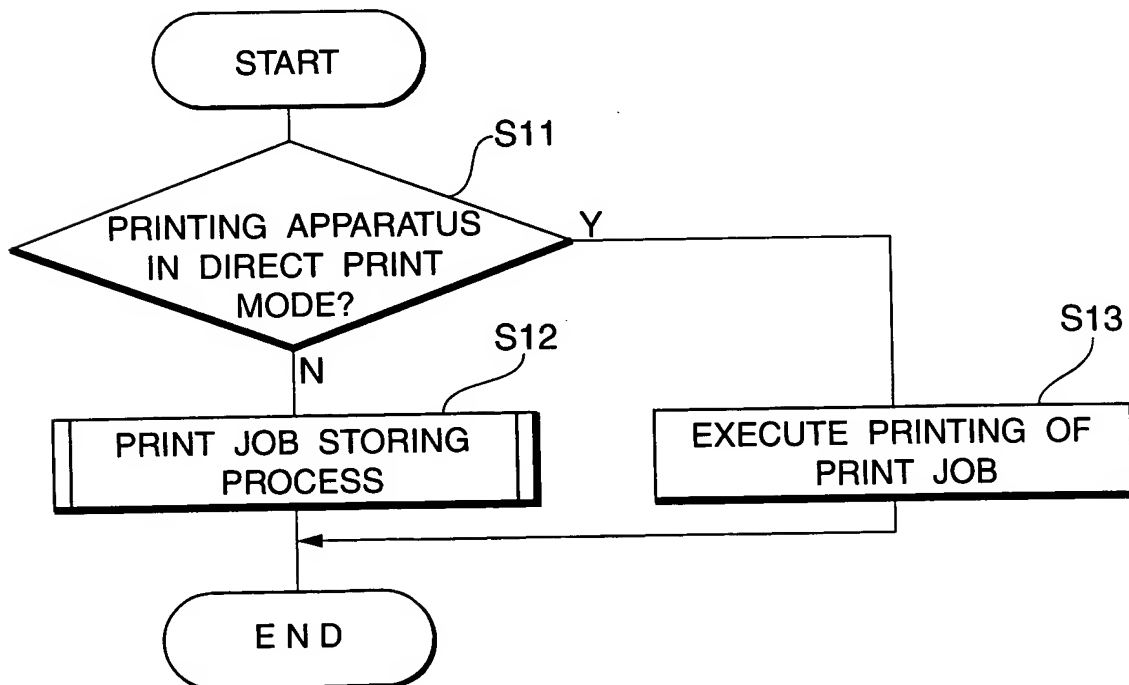 START
S11
PRINTING APPARATUS
IN DIRECT PRINT
MODE?
Y
N
S12
S13
PRINT JOB STORING
PROCESS
EXECUTE PRINTING OF
PRINT JOB
END